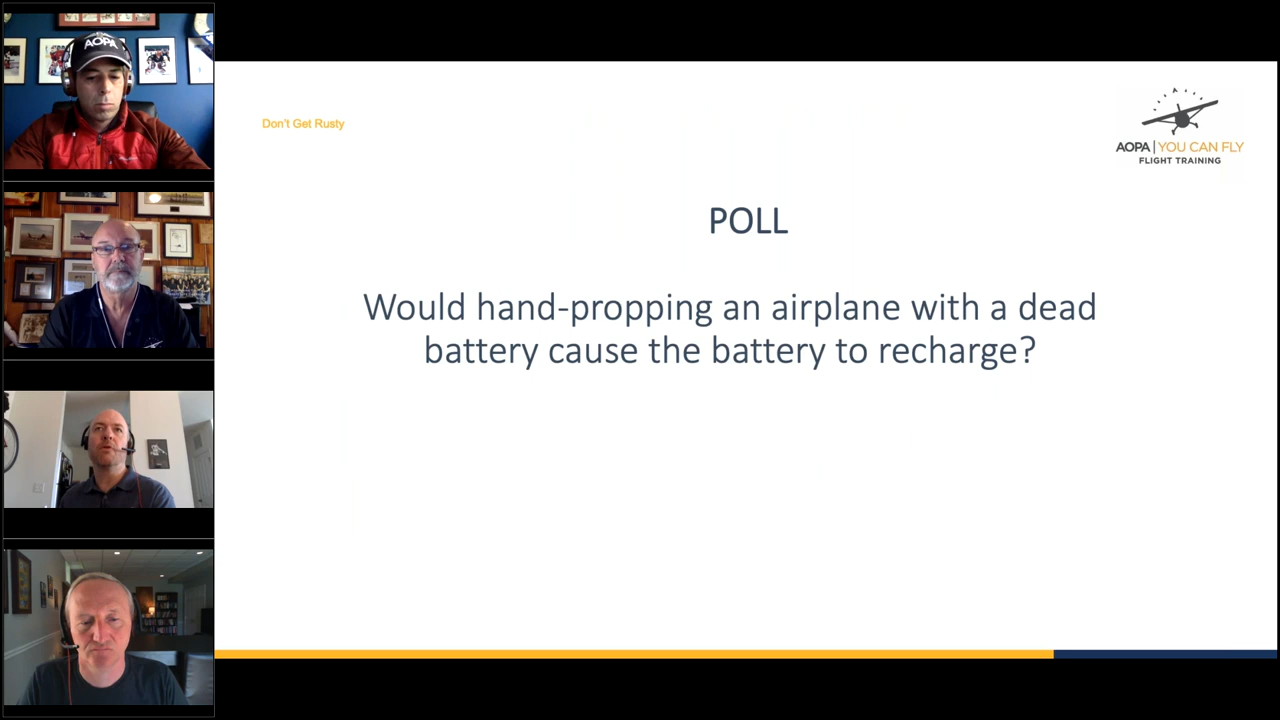 AOPA
Don't Get Rusty
AOPA | YOU CAN FLY
FLIGHT TRAINING
POLL
Would hand-propping an airplane with a dead
battery cause the battery to recharge?